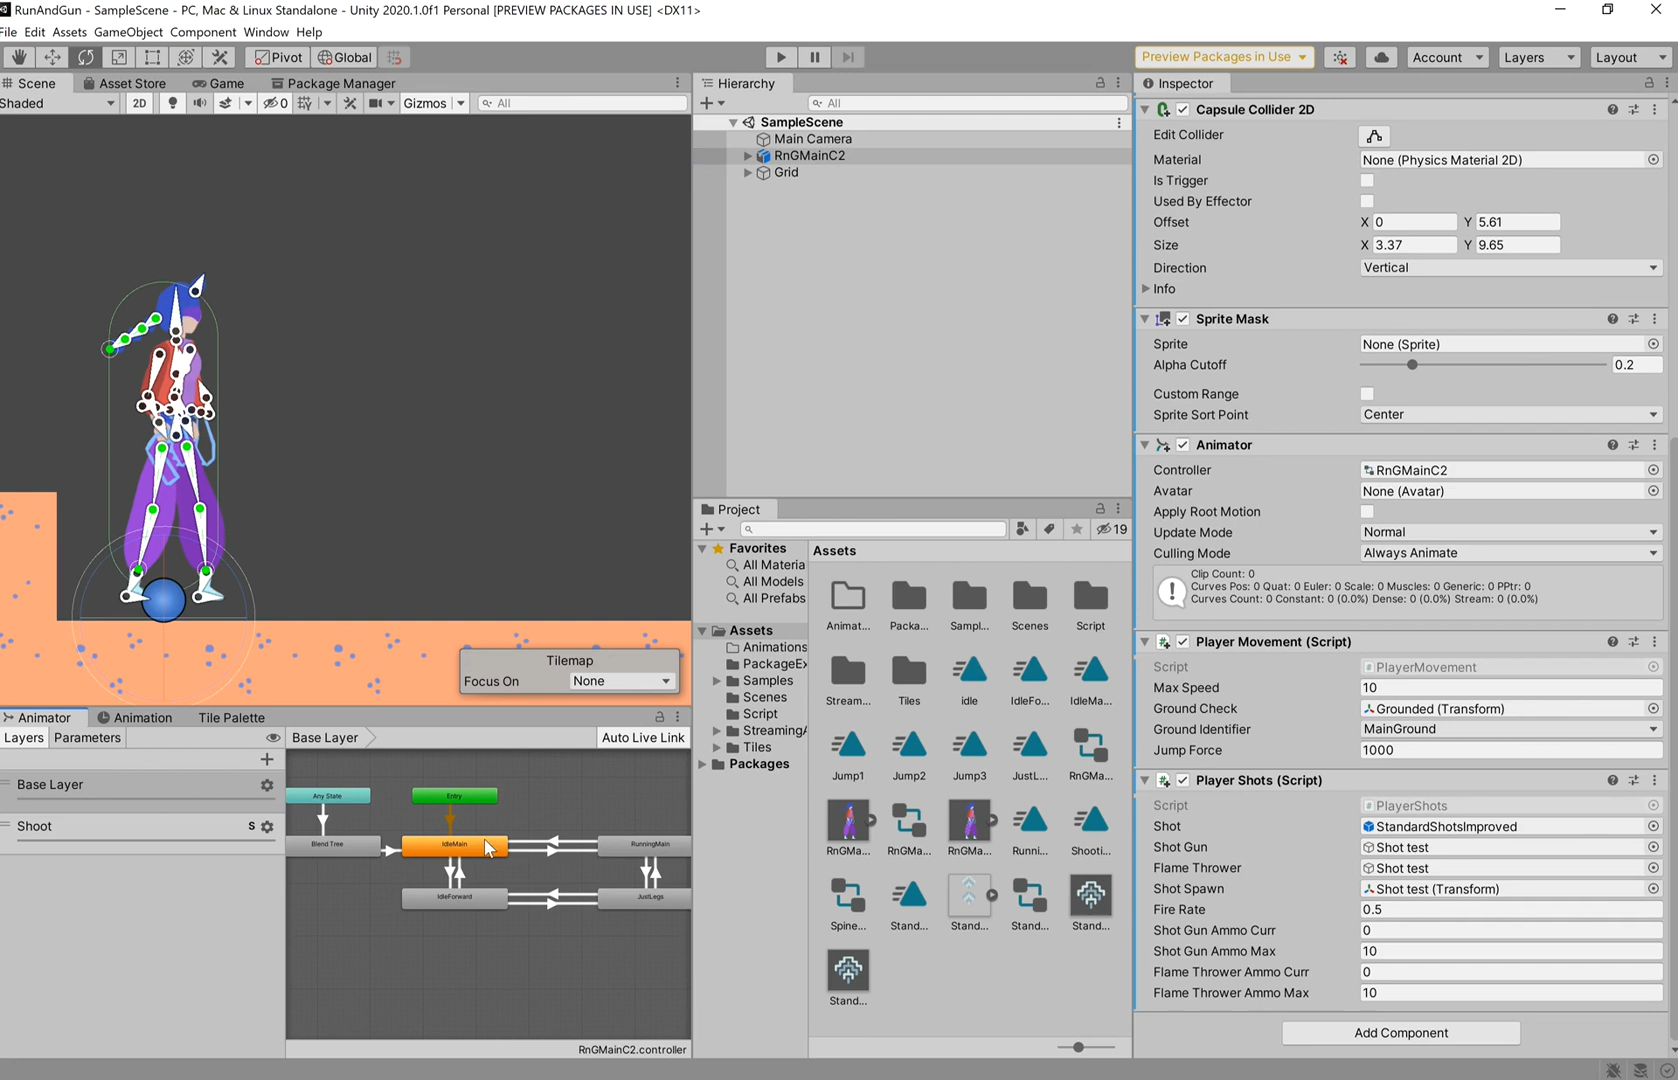 RunAndGun - SampleScene - PC, Mac & Linux Standalone - Unity 2020.1.0f1 Personal [PREVIEW PACKAGES IN USE] <DX11>
File Edit Assets GameObject Component Window Help
Pivot Global Preview Packages in Use Account Layers Layout
Scene Asset Store Game Package Manager
Shaded 2D 0 Gizmos All
Hierarchy
All
SampleScene
Main Camera
RnGMainC2
Grid
Tilemap
Focus On None
Animator Animation Tile Palette
Layers Parameters Base Layer Auto Live Link
Base Layer
Shoot S
Any State Entry
Blend Tree IdleMain RunningMain
IdleForward JustLegs
RnGMainC2.controller
Project
19
Favorites
All Materia
All Models
All Prefabs
Assets
Animations
PackageEx
Samples
Scenes
Script
StreamingA
Tiles
Packages
Assets
Animat... Packa... Sampl... Scenes Script
Stream... Tiles idle IdleFo... IdleMa...
Jump1 Jump2 Jump3 JustL... RnGMa...
RnGMa... RnGMa... RnGMa... Runni... Shooti...
Spine... Stand... Stand... Stand... Stand...
Stand...
Inspector
Capsule Collider 2D
Edit Collider
Material None (Physics Material 2D)
Is Trigger
Used By Effector
Offset X 0 Y 5.61
Size X 3.37 Y 9.65
Direction Vertical
Info
Sprite Mask
Sprite None (Sprite)
Alpha Cutoff 0.2
Custom Range
Sprite Sort Point Center
Animator
Controller RnGMainC2
Avatar None (Avatar)
Apply Root Motion
Update Mode Normal
Culling Mode Always Animate
Clip Count: 0
Curves Pos: 0 Quat: 0 Euler: 0 Scale: 0 Muscles: 0 Generic: 0 PPtr: 0
Curves Count: 0 Constant: 0 (0.0%) Dense: 0 (0.0%) Stream: 0 (0.0%)
Player Movement (Script)
Script PlayerMovement
Max Speed 10
Ground Check Grounded (Transform)
Ground Identifier MainGround
Jump Force 1000
Player Shots (Script)
Script PlayerShots
Shot StandardShotsImproved
Shot Gun Shot test
Flame Thrower Shot test
Shot Spawn Shot test (Transform)
Fire Rate 0.5
Shot Gun Ammo Curr 0
Shot Gun Ammo Max 10
Flame Thrower Ammo Curr 0
Flame Thrower Ammo Max 10
Add Component